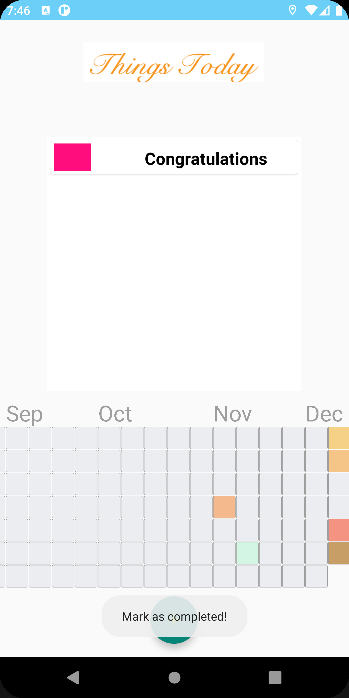 7:46
Things Today
Congratulations
Sep Oct Nov Dec
Mark as completed!